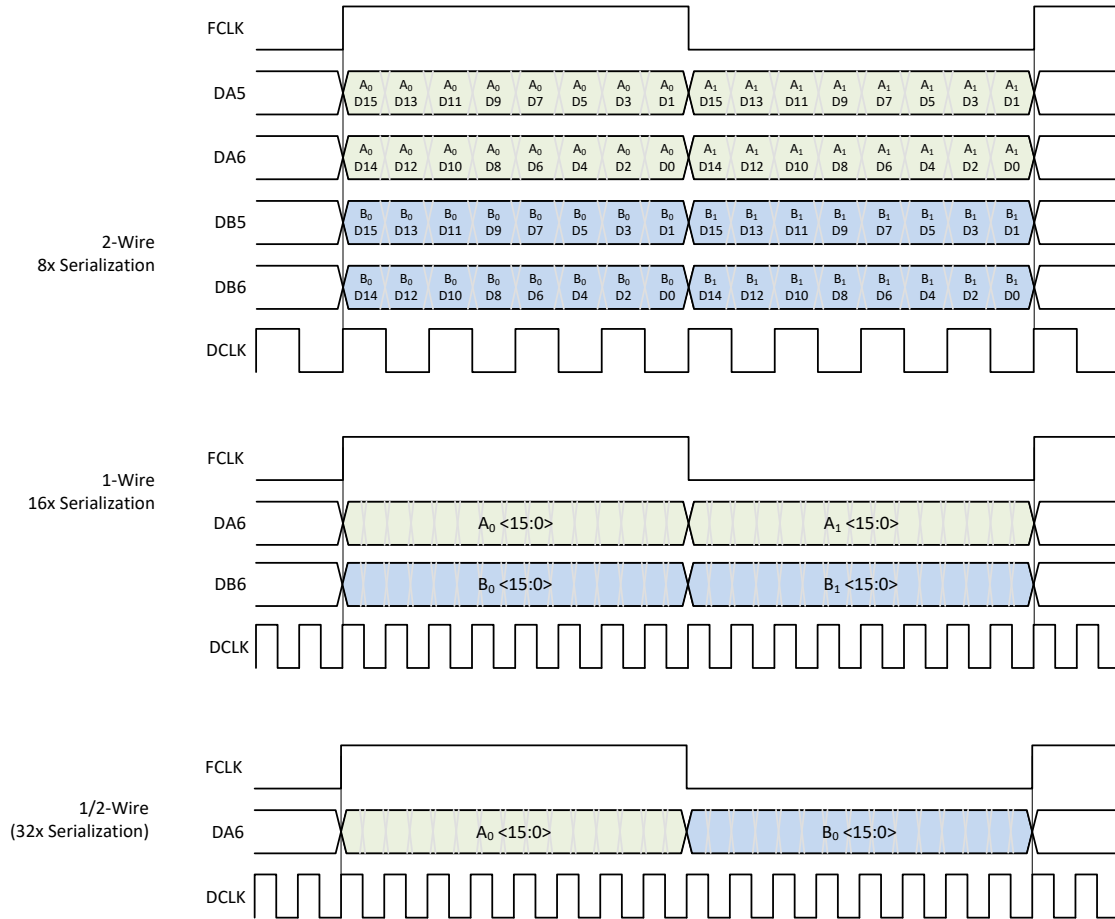 FCLK
DA5
A0 A0 A0 A0 A0 A0 A0 A0 A1 A1 A1 A1 A1 A1 A1 A1
D15 D13 D11 D9 D7 D5 D3 D1 D15 D13 D11 D9 D7 D5 D3 D1
DA6
A0 A0 A0 A0 A0 A0 A0 A0 A1 A1 A1 A1 A1 A1 A1 A1
D14 D12 D10 D8 D6 D4 D2 D0 D14 D12 D10 D8 D6 D4 D2 D0
2-Wire
8x Serialization
DB5
B0 B0 B0 B0 B0 B0 B0 B0 B1 B1 B1 B1 B1 B1 B1 B1
D15 D13 D11 D9 D7 D5 D3 D1 D15 D13 D11 D9 D7 D5 D3 D1
DB6
B0 B0 B0 B0 B0 B0 B0 B0 B1 B1 B1 B1 B1 B1 B1 B1
D14 D12 D10 D8 D6 D4 D2 D0 D14 D12 D10 D8 D6 D4 D2 D0
DCLK
1-Wire
16x Serialization
FCLK
DA6
A0 <15:0> A1 <15:0>
DB6
B0 <15:0> B1 <15:0>
DCLK
1/2-Wire
(32x Serialization)
FCLK
DA6
A0 <15:0> B0 <15:0>
DCLK